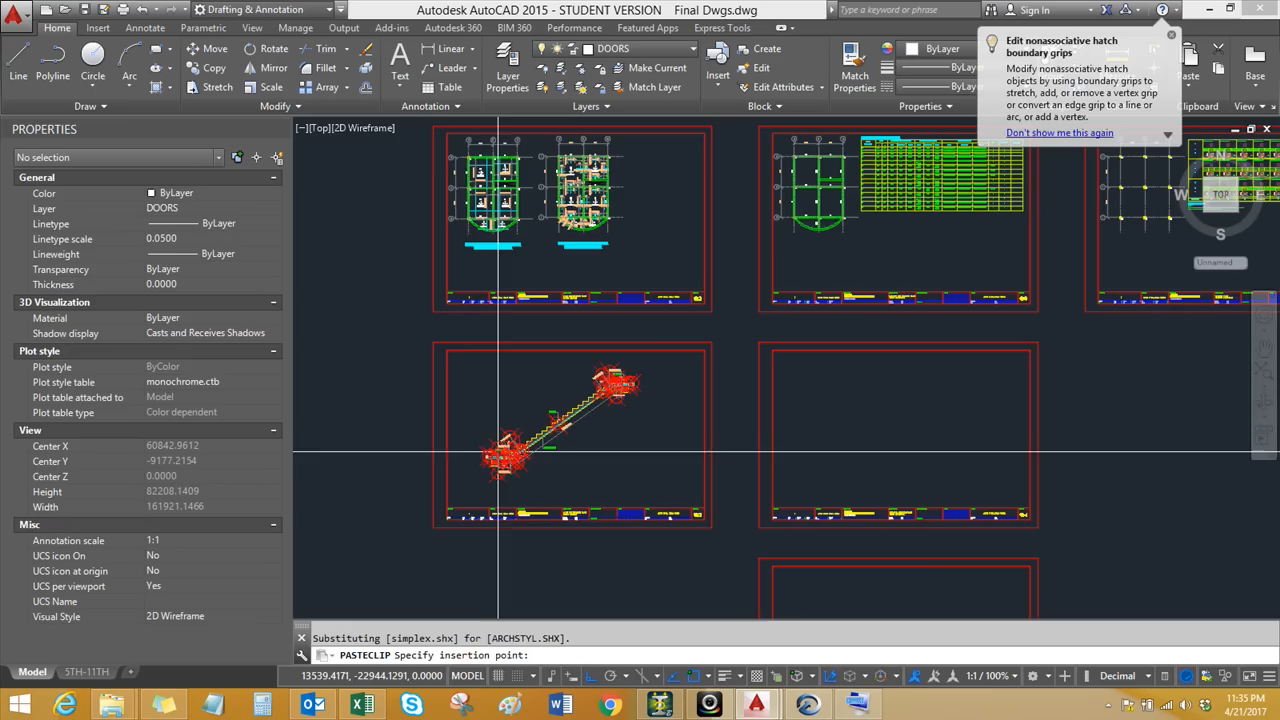 Drafting & Annotation
Autodesk AutoCAD 2015 - STUDENT VERSION Final Dwgs.dwg
Type a keyword or phrase
Sign In
Home Insert Annotate Parametric View Manage Output Add-ins Autodesk 360 BIM 360 Performance Featured Apps
Line Polyline Circle Arc
Move Rotate Trim
Copy Mirror Fillet
Stretch Scale Array
Text
Linear
Leader
Table
Layer Properties
DOORS
Make Current
Match Layer
Insert
Create
Edit
Edit Attributes
Match Properties
ByLayer
ByLay
ByLay
Paste
Draw Modify Annotation Layers Block Properties Clipboard View
Edit nonassociative hatch
boundary grips
Modify nonassociative hatch
objects by using boundary grips to
stretch, add, or remove a vertex grip
or convert an edge grip to a line or
arc, or add a vertex.
Don't show me this again
PROPERTIES
No selection
General
Color ByLayer
Layer DOORS
Linetype ByLayer
Linetype scale 0.0500
Lineweight ByLayer
Transparency ByLayer
Thickness 0.0000
3D Visualization
Material ByLayer
Shadow display Casts and Receives Shadows
Plot style
Plot style ByColor
Plot style table monochrome.ctb
Plot table attached to Model
Plot table type Color dependent
View
Center X 60842.9612
Center Y -9177.2154
Center Z 0.0000
Height 82208.1409
Width 161921.1466
Misc
Annotation scale 1:1
UCS icon On No
UCS icon at origin No
UCS per viewport Yes
UCS Name
Visual Style 2D Wireframe
[−][Top][2D Wireframe]
N
W TOP E
S
Unnamed
Substituting [simplex.shx] for [ARCHSTYL.SHX].
PASTECLIP Specify insertion point:
Model 5TH-11TH +
13539.4171, -22944.1291, 0.0000 MODEL
1:1 / 100%
Decimal
11:35 PM
4/21/2017